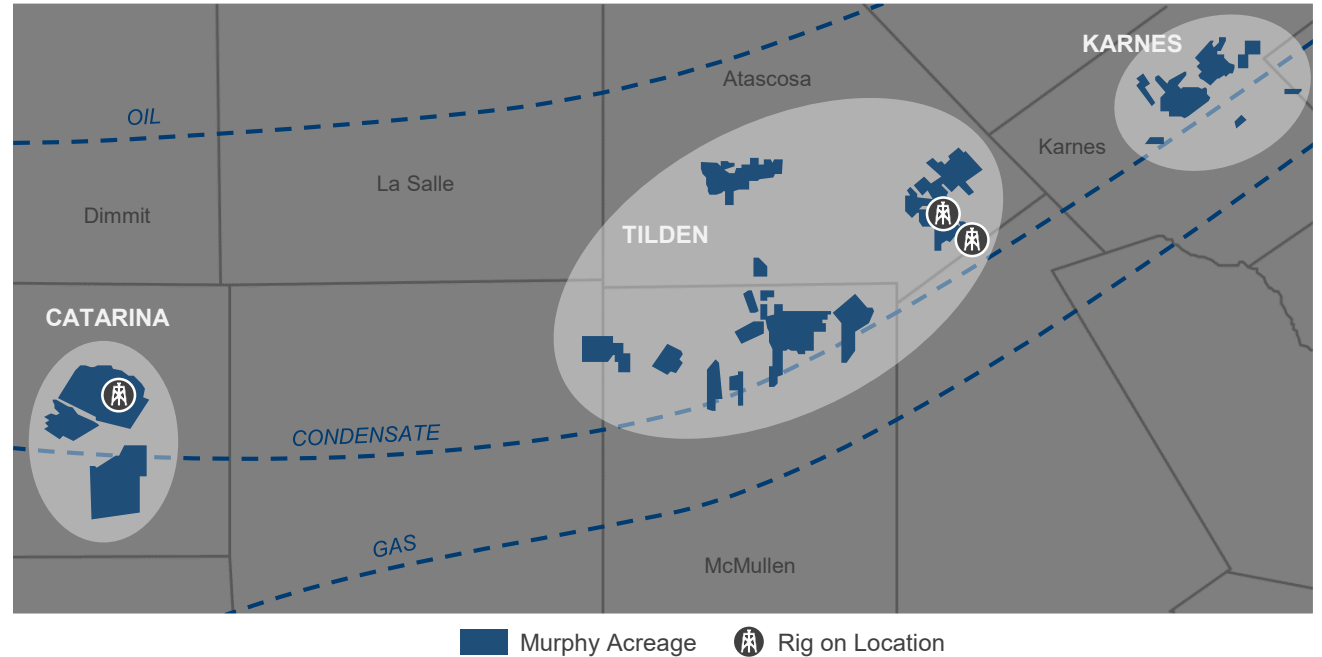 KARNES
Atascosa
OIL
Karnes
La Salle
Dimmit
TILDEN
CATARINA
CONDENSATE
GAS
McMullen
Murphy Acreage
Rig on Location